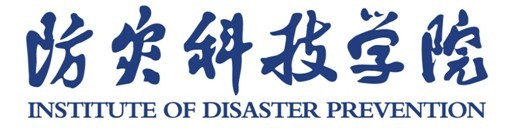 防灾科技学院
INSTITUTE OF DISASTER PREVENTION